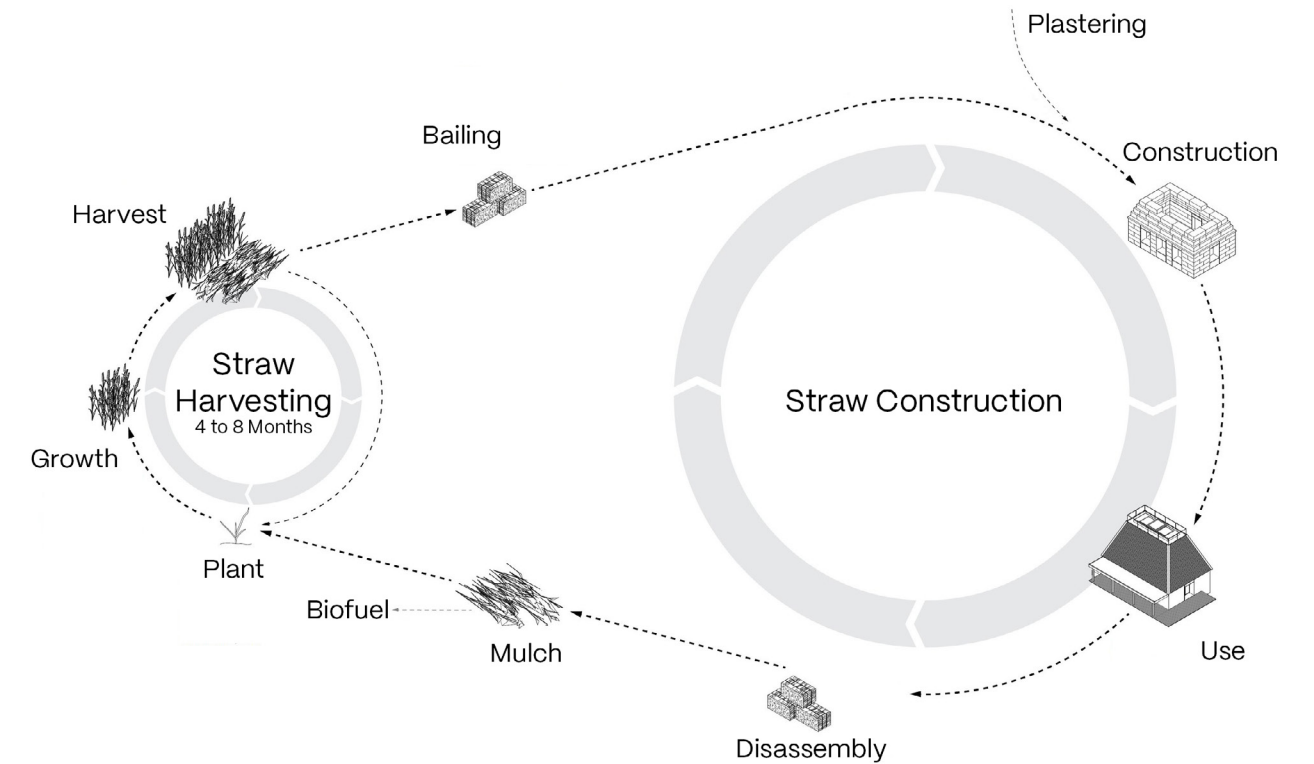 Plastering
Bailing
Construction
Harvest
Straw
Harvesting
4 to 8 Months
Straw Construction
Growth
Plant
Biofuel
Mulch
Use
Disassembly